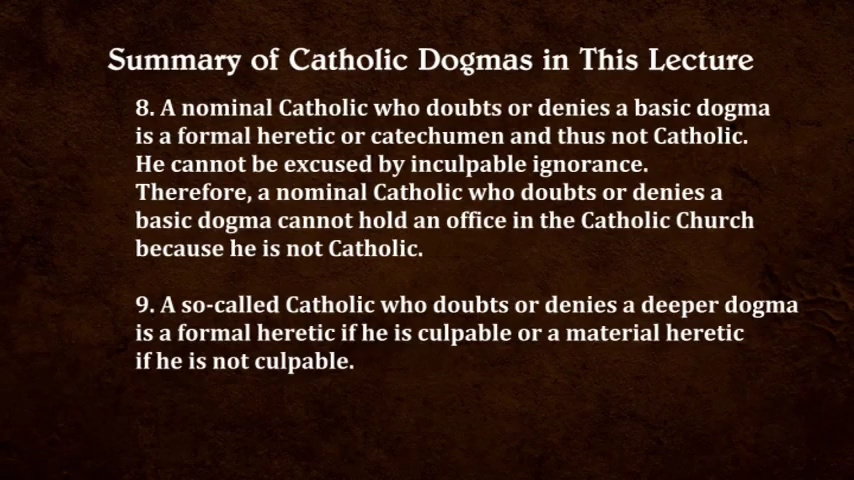 Summary of Catholic Dogmas in This Lecture
8. A nominal Catholic who doubts or denies a basic dogma
is a formal heretic or catechumen and thus not Catholic.
He cannot be excused by inculpable ignorance.
Therefore, a nominal Catholic who doubts or denies a
basic dogma cannot hold an office in the Catholic Church
because he is not Catholic.
9. A so-called Catholic who doubts or denies a deeper dogma
is a formal heretic if he is culpable or a material heretic
if he is not culpable.